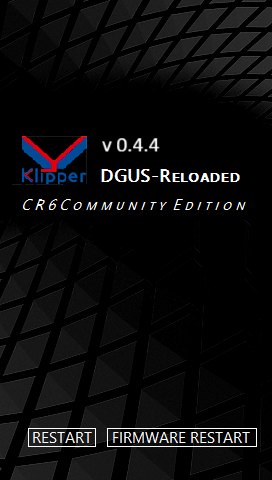 v 0.4.4
Klipper
DGUS-RELOADED
CR6COMMUNITY EDITION
RESTART
FIRMWARE RESTART